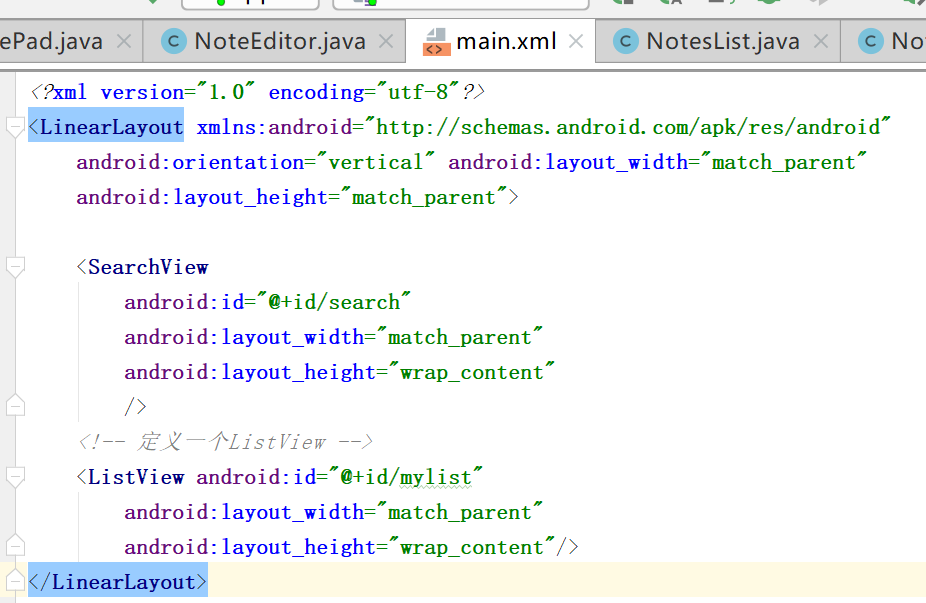 ePad.java × C NoteEditor.java × <> main.xml × C NotesList.java × C No
<?xml version="1.0" encoding="utf-8"?>
<LinearLayout xmlns:android="http://schemas.android.com/apk/res/android"
android:orientation="vertical" android:layout_width="match_parent"
android:layout_height="match_parent">
<SearchView
android:id="@+id/search"
android:layout_width="match_parent"
android:layout_height="wrap_content"
/>
<!-- 定义一个ListView -->
<ListView android:id="@+id/mylist"
android:layout_width="match_parent"
android:layout_height="wrap_content"/>
</LinearLayout>